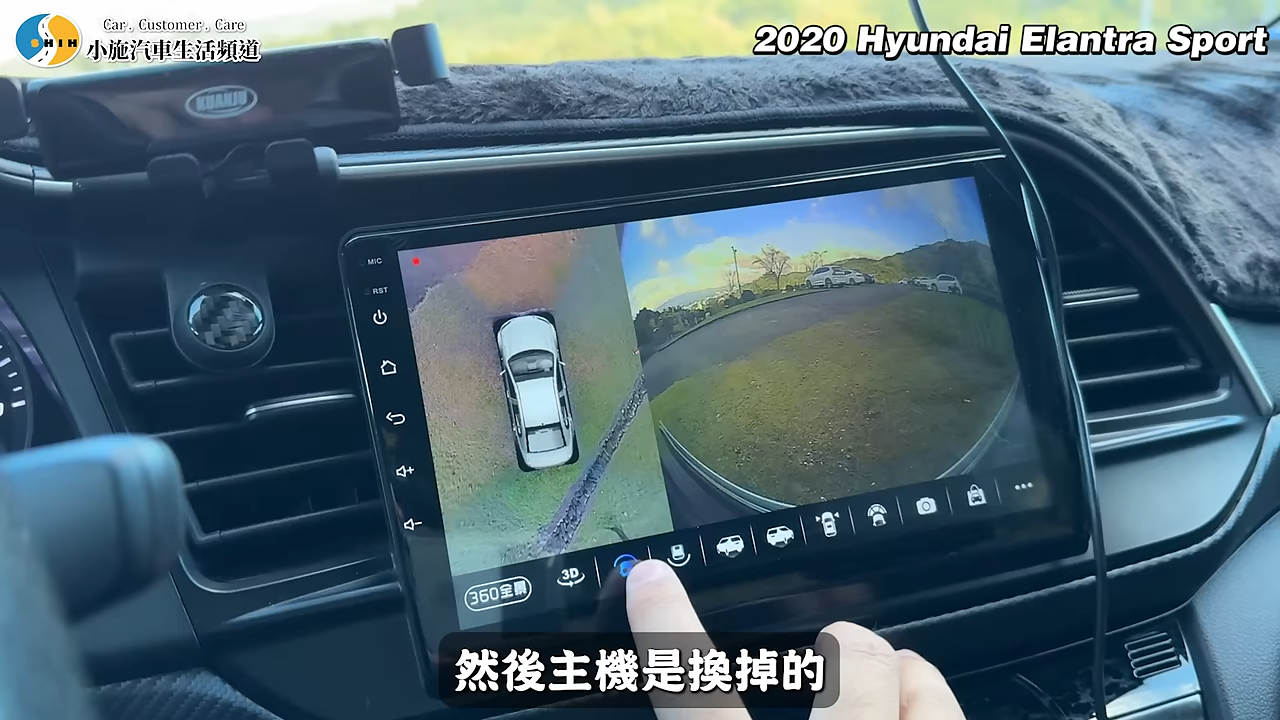 Car. Customer. Care
SHIH
小施汽車生活頻道
2020 Hyundai Elantra Sport
KUANJU
MIC
RST
3D
360全景
然後主機是換掉的